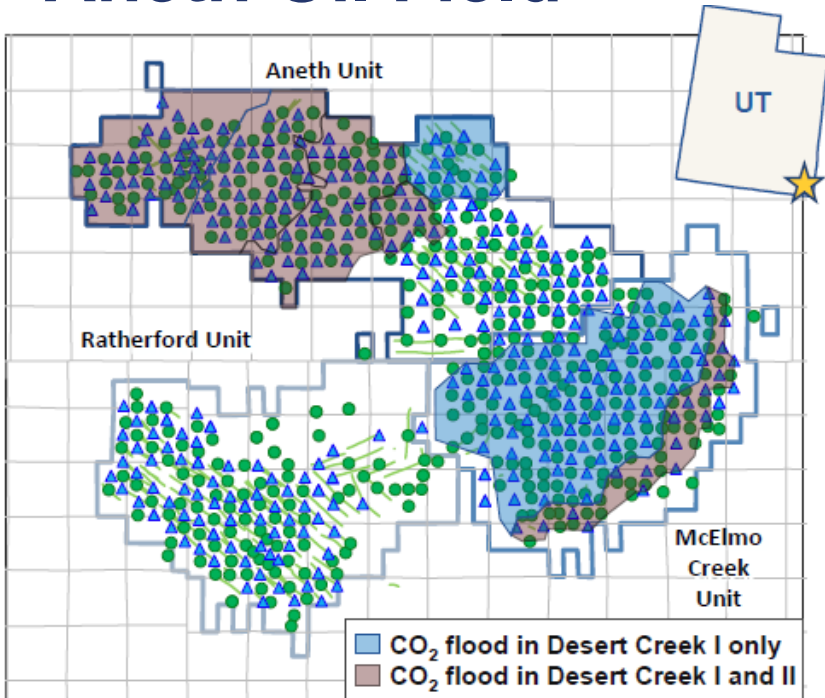 Aneth Unit
UT
Ratherford Unit
McElmo
Creek
Unit
CO₂ flood in Desert Creek I only
CO₂ flood in Desert Creek I and II